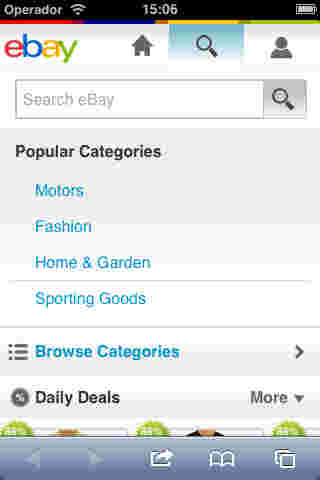 Operador 15:06
ebay
Search eBay
Popular Categories
Motors
Fashion
Home & Garden
Sporting Goods
Browse Categories
% Daily Deals More